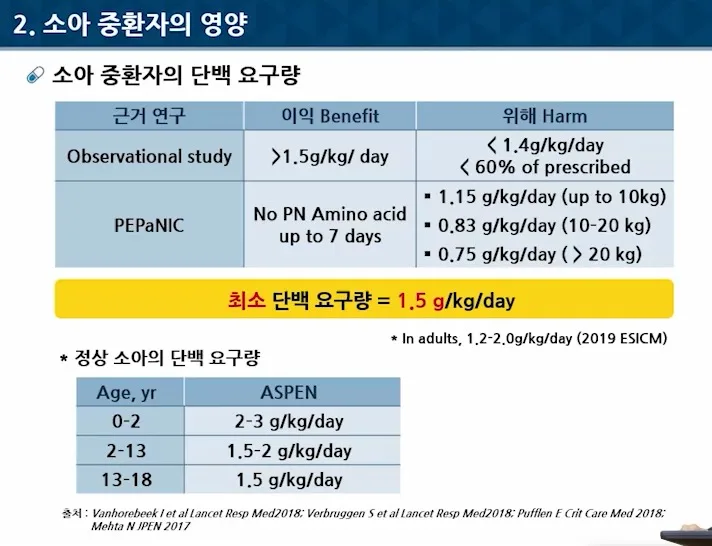 2. 소아 중환자의 영양
소아 중환자의 단백 요구량
근거 연구 이익 Benefit 위해 Harm
Observational study >1.5g/kg/ day < 1.4g/kg/day
< 60% of prescribed
PEPaNIC No PN Amino acid
up to 7 days
▪ 1.15 g/kg/day (up to 10kg)
▪ 0.83 g/kg/day (10-20 kg)
▪ 0.75 g/kg/day ( > 20 kg)
최소 단백 요구량 = 1.5 g/kg/day
* In adults, 1.2-2.0g/kg/day (2019 ESICM)
* 정상 소아의 단백 요구량
Age, yr ASPEN
0-2 2-3 g/kg/day
2-13 1.5-2 g/kg/day
13-18 1.5 g/kg/day
출처 : Vanhorebeek I et al Lancet Resp Med2018; Verbruggen S et al Lancet Resp Med2018; Pufflen E Crit Care Med 2018;
Mehta N JPEN 2017